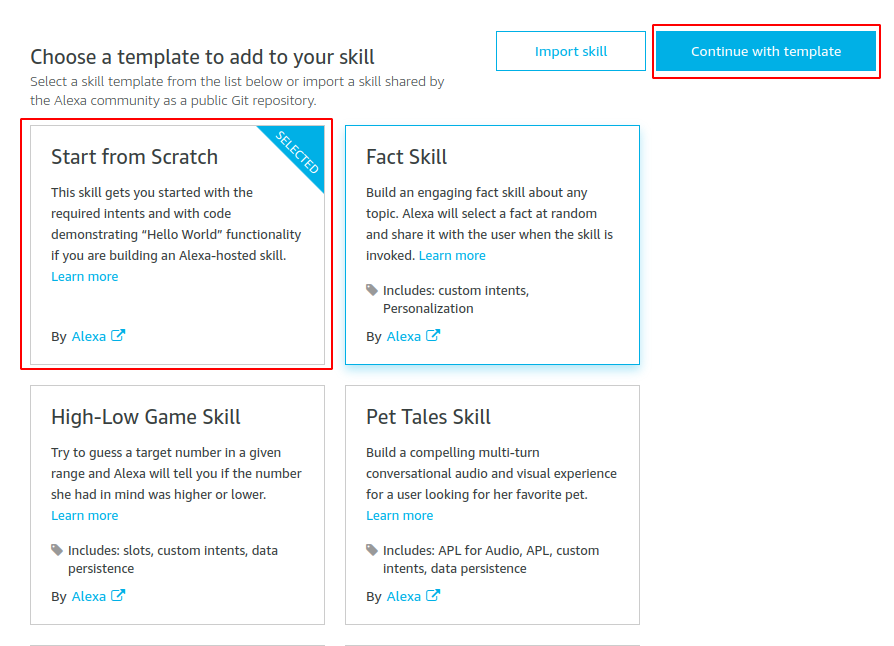 Choose a template to add to your skill
Import skill
Continue with template
Select a skill template from the list below or import a skill shared by
the Alexa community as a public Git repository.
Start from Scratch
SELECTED
This skill gets you started with the
required intents and with code
demonstrating “Hello World” functionality
if you are building an Alexa-hosted skill.
Learn more
By Alexa
Fact Skill
Build an engaging fact skill about any
topic. Alexa will select a fact at random
and share it with the user when the skill is
invoked. Learn more
Includes: custom intents,
Personalization
By Alexa
High-Low Game Skill
Try to guess a target number in a given
range and Alexa will tell you if the number
she had in mind was higher or lower.
Learn more
Includes: slots, custom intents, data
persistence
By Alexa
Pet Tales Skill
Build a compelling multi-turn
conversational audio and visual experience
for a user looking for her favorite pet.
Learn more
Includes: APL for Audio, APL, custom
intents, data persistence
By Alexa